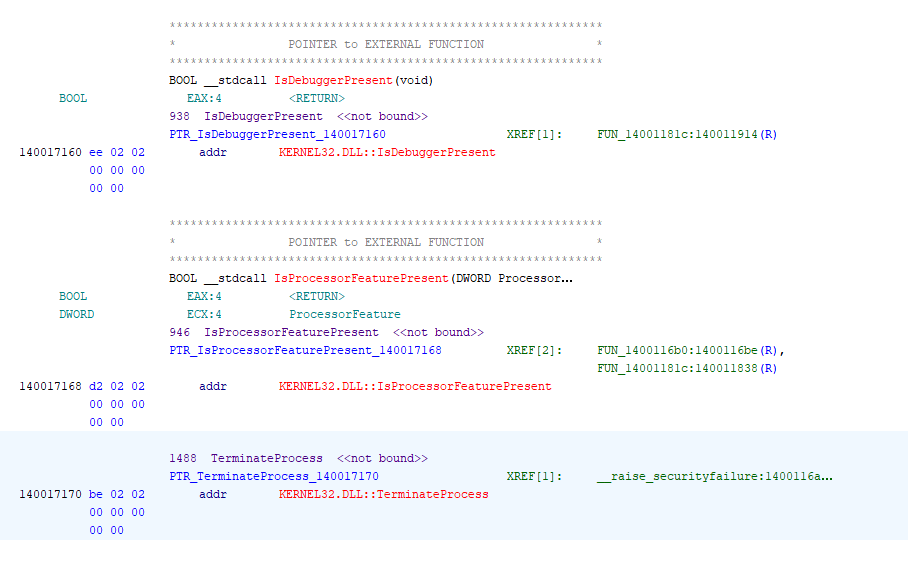 **************************************************************
* POINTER to EXTERNAL FUNCTION *
**************************************************************
BOOL __stdcall IsDebuggerPresent(void)
BOOL EAX:4 <RETURN>
938 IsDebuggerPresent <<not bound>>
PTR_IsDebuggerPresent_140017160 XREF[1]: FUN_14001181c:140011914(R)
140017160 ee 02 02 addr KERNEL32.DLL::IsDebuggerPresent
00 00 00
00 00
**************************************************************
* POINTER to EXTERNAL FUNCTION *
**************************************************************
BOOL __stdcall IsProcessorFeaturePresent(DWORD Processor...
BOOL EAX:4 <RETURN>
DWORD ECX:4 ProcessorFeature
946 IsProcessorFeaturePresent <<not bound>>
PTR_IsProcessorFeaturePresent_140017168 XREF[2]: FUN_1400116b0:1400116be(R),
FUN_14001181c:140011838(R)
140017168 d2 02 02 addr KERNEL32.DLL::IsProcessorFeaturePresent
00 00 00
00 00
1488 TerminateProcess <<not bound>>
PTR_TerminateProcess_140017170 XREF[1]: __raise_securityfailure:1400116a...
140017170 be 02 02 addr KERNEL32.DLL::TerminateProcess
00 00 00
00 00